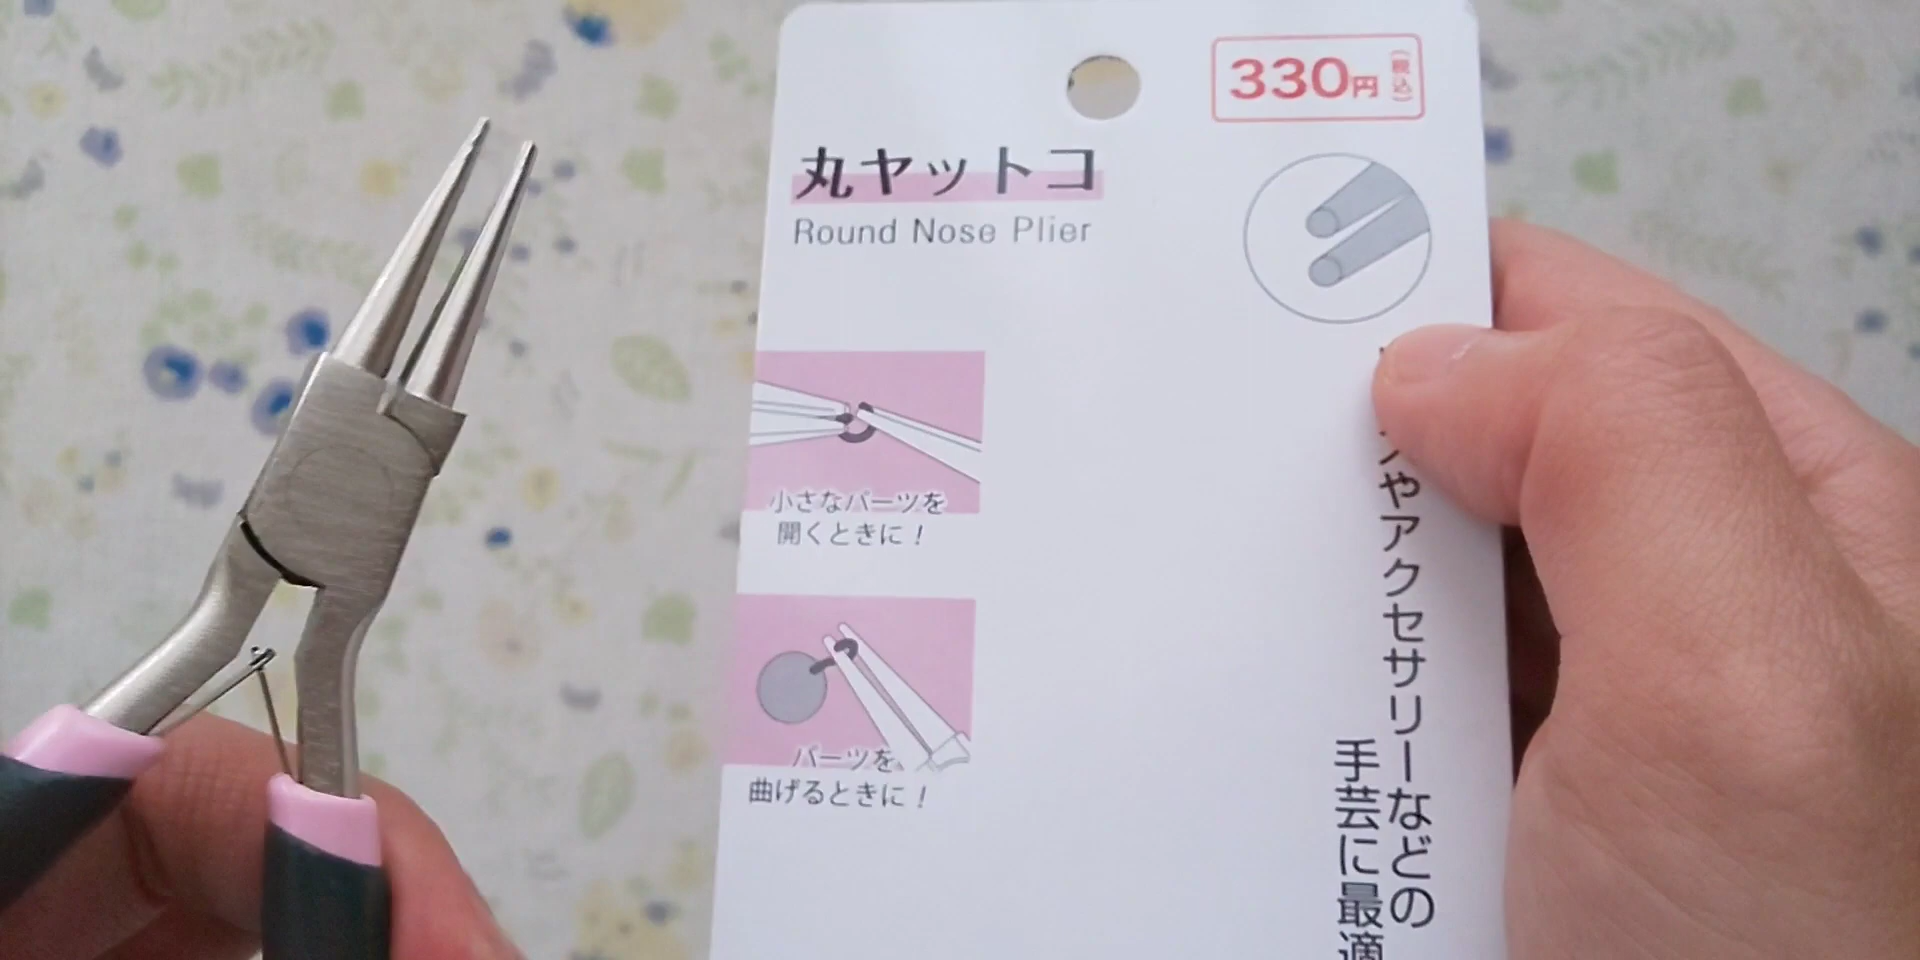 330円(税込)
丸ヤットコ
Round Nose Plier
小さなパーツを
開くときに！
パーツを
曲げるときに！
やアクセサリーなどの
手芸に最適